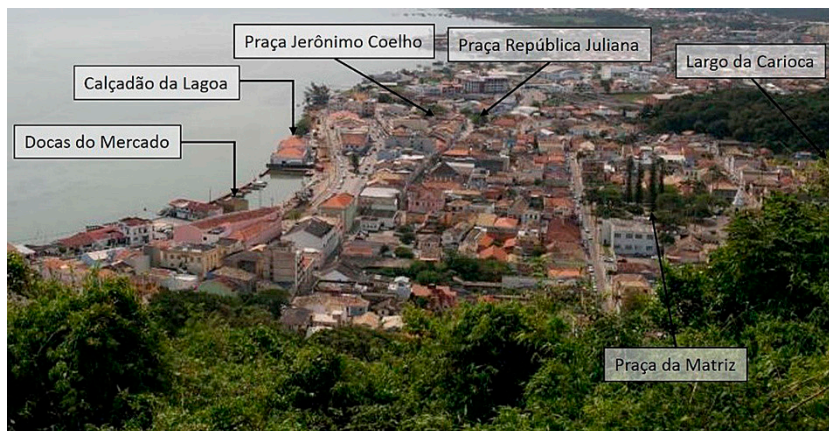 Praça Jerônimo Coelho
Praça República Juliana
Largo da Carioca
Calçadão da Lagoa
Docas do Mercado
Praça da Matriz